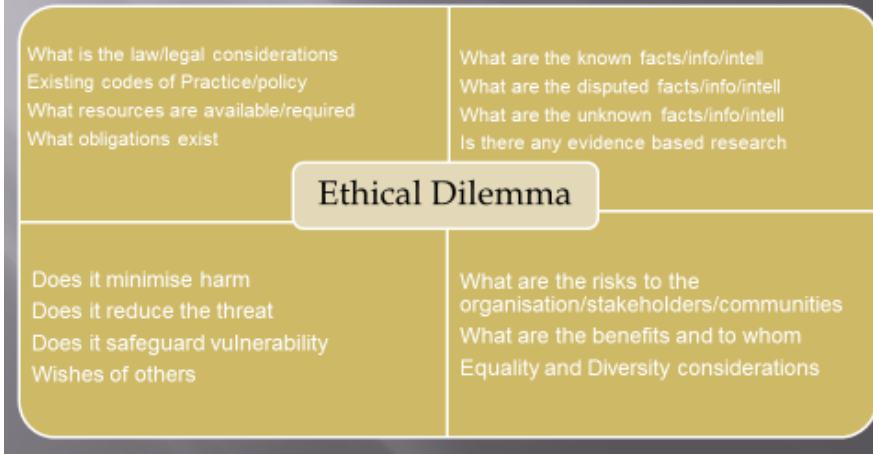 What is the law/legal considerations
Existing codes of Practice/policy
What resources are available/required
What obligations exist
What are the known facts/info/intell
What are the disputed facts/info/intell
What are the unknown facts/info/intell
Is there any evidence based research
Ethical Dilemma
Does it minimise harm
Does it reduce the threat
Does it safeguard vulnerability
Wishes of others
What are the risks to the
organisation/stakeholders/communities
What are the benefits and to whom
Equality and Diversity considerations